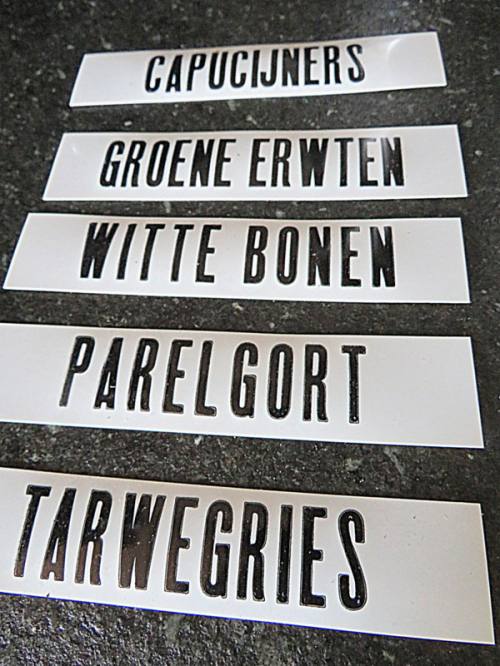 CAPUCIJNERS
GROENE ERWTEN
WITTE BONEN
PARELGORT
TARWEGRIES